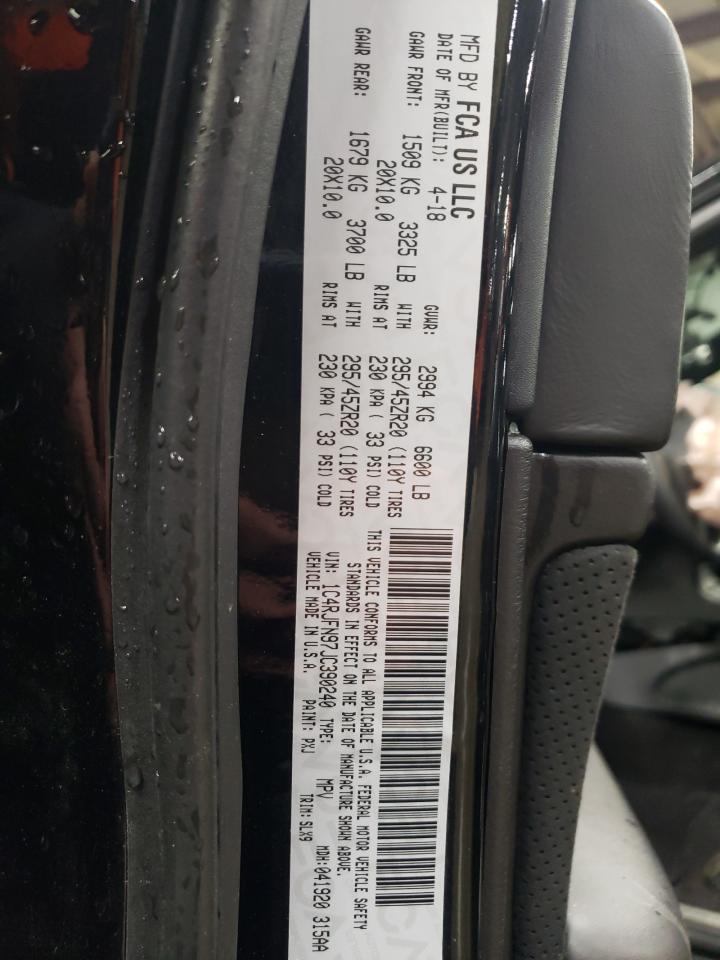 MFD BY FCA US LLC
DATE OF MFR(BUILT): 4-18 GVWR: 2994 KG 6600 LB
GAWR FRONT: 1509 KG 3325 LB WITH 295/45ZR20 (110Y TIRES
20X10.0 RIMS AT 230 KPA ( 33 PSI) COLD
GAWR REAR: 1679 KG 3700 LB WITH 295/45ZR20 (110Y TIRES
20X10.0 RIMS AT 230 KPA ( 33 PSI) COLD
THIS VEHICLE CONFORMS TO ALL APPLICABLE U.S.A. FEDERAL MOTOR VEHICLE SAFETY
STANDARDS IN EFFECT ON THE DATE OF MANUFACTURE SHOWN ABOVE.
VIN: 1C4RJFN97JC390240 TYPE: MPV MDH:041920 315AA
VEHICLE MADE IN U.S.A. PAINT: PXJ TRIM:SLX9